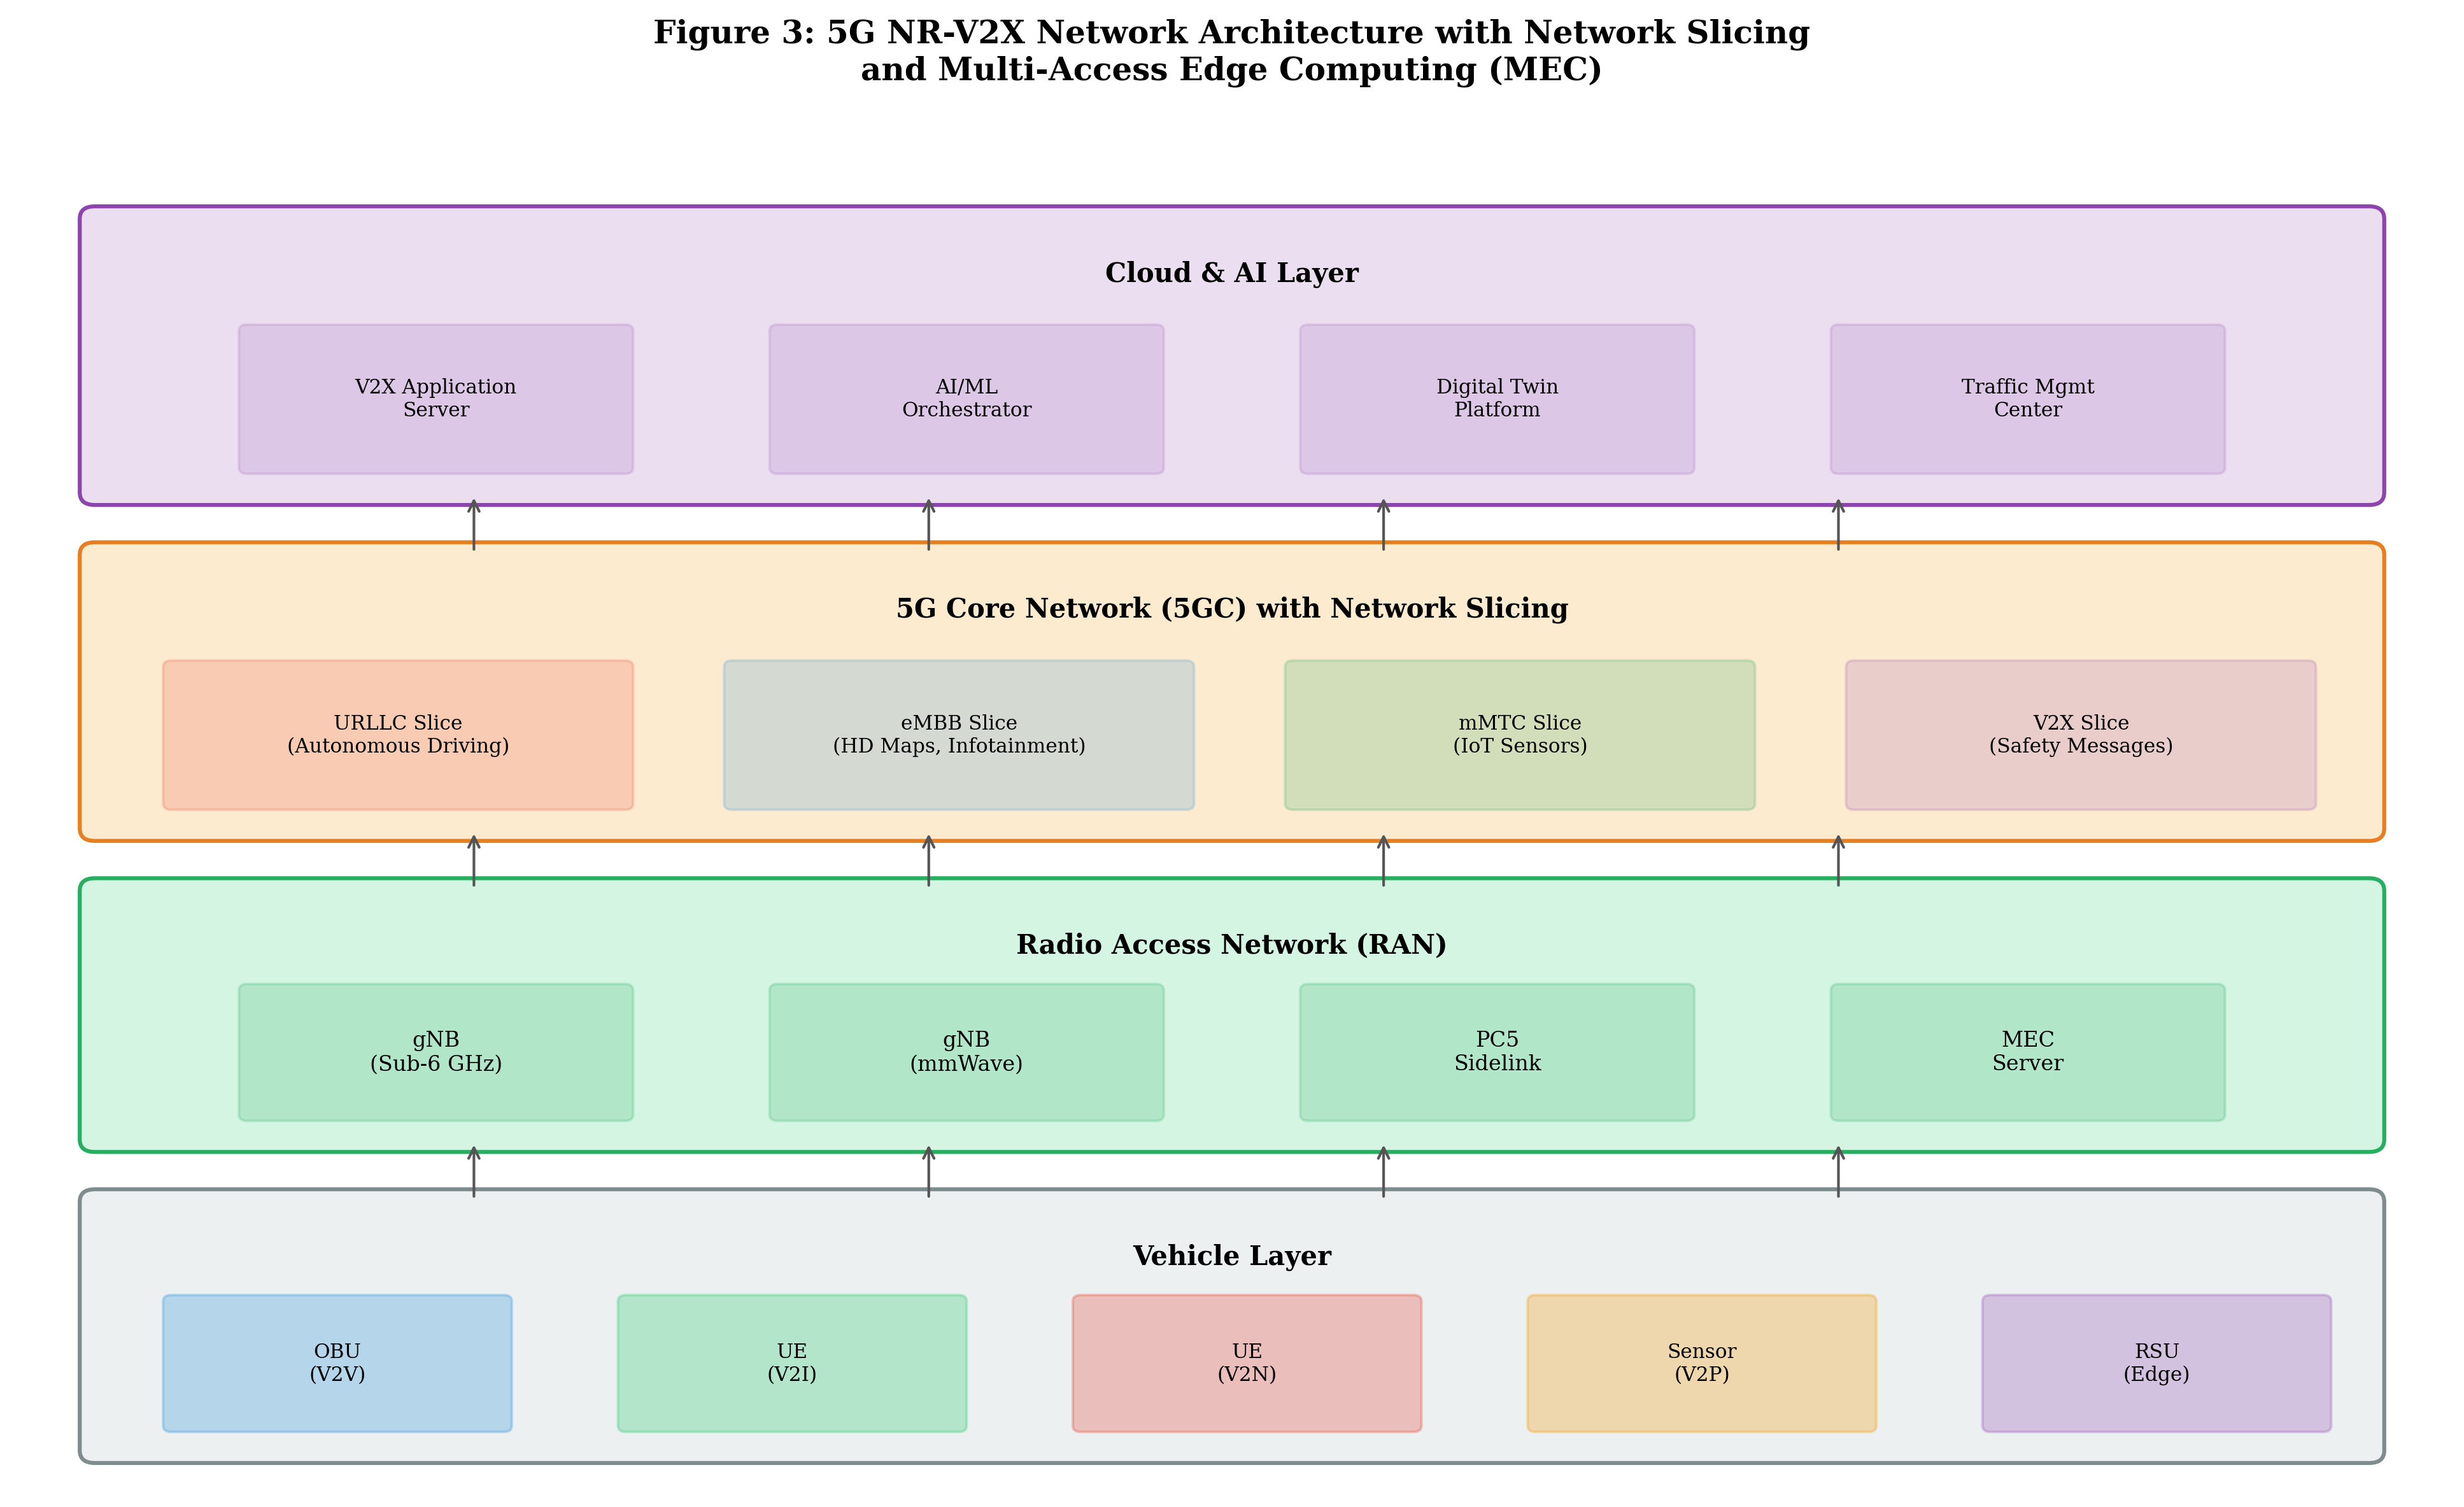 Figure 3: 5G NR-V2X Network Architecture with Network Slicing
and Multi-Access Edge Computing (MEC)
Cloud & AI Layer
V2X Application
Server
AI/ML
Orchestrator
Digital Twin
Platform
Traffic Mgmt
Center
5G Core Network (5GC) with Network Slicing
URLLC Slice
(Autonomous Driving)
eMBB Slice
(HD Maps, Infotainment)
mMTC Slice
(IoT Sensors)
V2X Slice
(Safety Messages)
Radio Access Network (RAN)
gNB
(Sub-6 GHz)
gNB
(mmWave)
PC5
Sidelink
MEC
Server
Vehicle Layer
OBU
(V2V)
UE
(V2I)
UE
(V2N)
Sensor
(V2P)
RSU
(Edge)